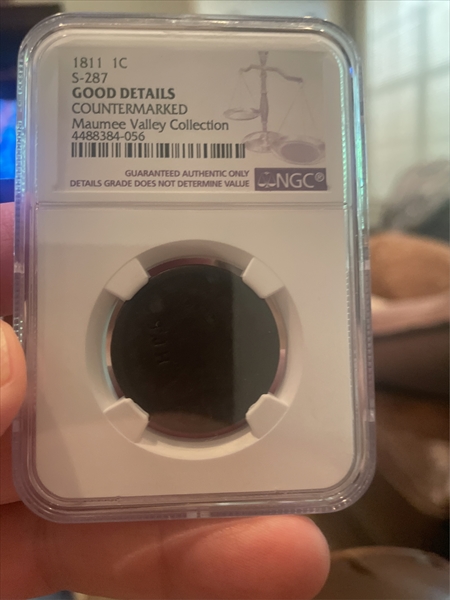 1811 1C
S-287
GOOD DETAILS
COUNTERMARKED
Maumee Valley Collection
4488384-056
GUARANTEED AUTHENTIC ONLY
DETAILS GRADE DOES NOT DETERMINE VALUE
NGC®